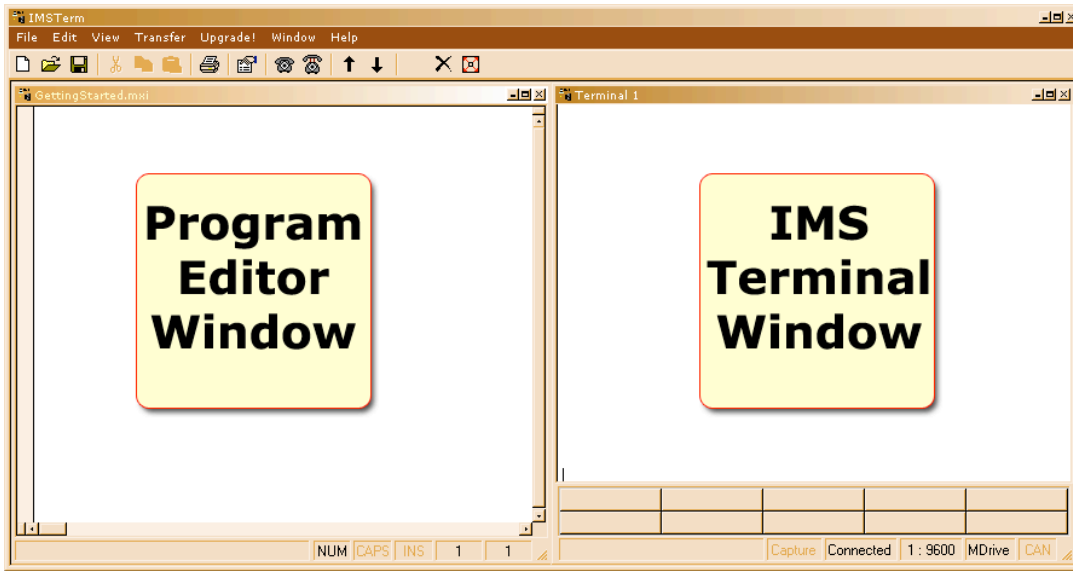 IMSTerm
File Edit View Transfer Upgrade! Window Help
GettingStarted.mxi
Program
Editor
Window
NUM CAPS INS 1 1
Terminal 1
IMS
Terminal
Window
Capture Connected 1 : 9600 MDrive CAN